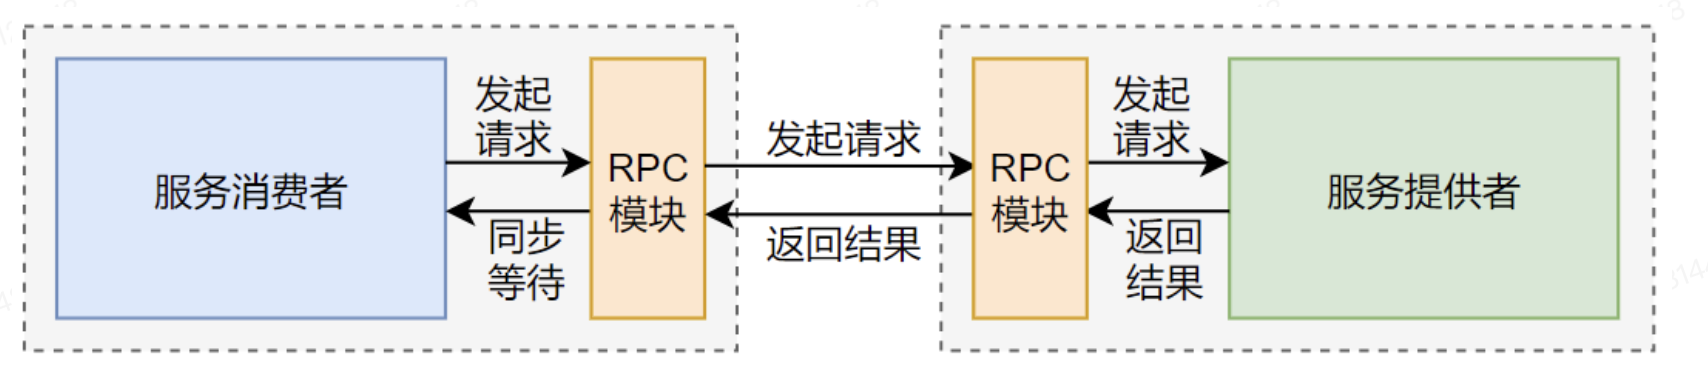 服务消费者
发起
请求
同步
等待
RPC
模块
发起请求
返回结果
RPC
模块
发起
请求
返回
结果
服务提供者